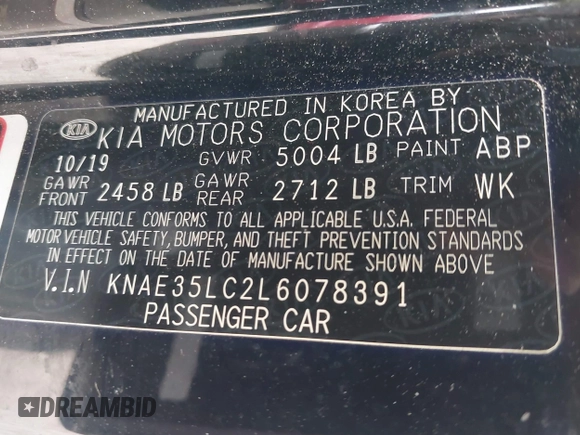 MANUFACTURED IN KOREA BY
KIA KIA MOTORS CORPORATION
10/19 GVWR 5004 LB PAINT ABP
GAWR FRONT 2458 LB GAWR REAR 2712 LB TRIM WK
THIS VEHICLE CONFORMS TO ALL APPLICABLE U.S.A. FEDERAL
MOTOR VEHICLE SAFETY, BUMPER, AND THEFT PREVENTION STANDARDS
IN EFFECT ON THE DATE OF MANUFACTURE SHOWN ABOVE
V.I.N KNAE35LC2L6078391
PASSENGER CAR
DREAMBID